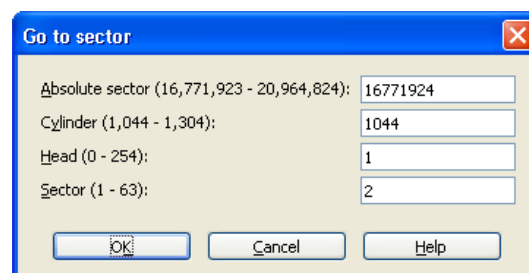 Go to sector
Absolute sector (16,771,923 - 20,964,824): 16771924
Cylinder (1,044 - 1,304): 1044
Head (0 - 254): 1
Sector (1 - 63): 2
OK Cancel Help